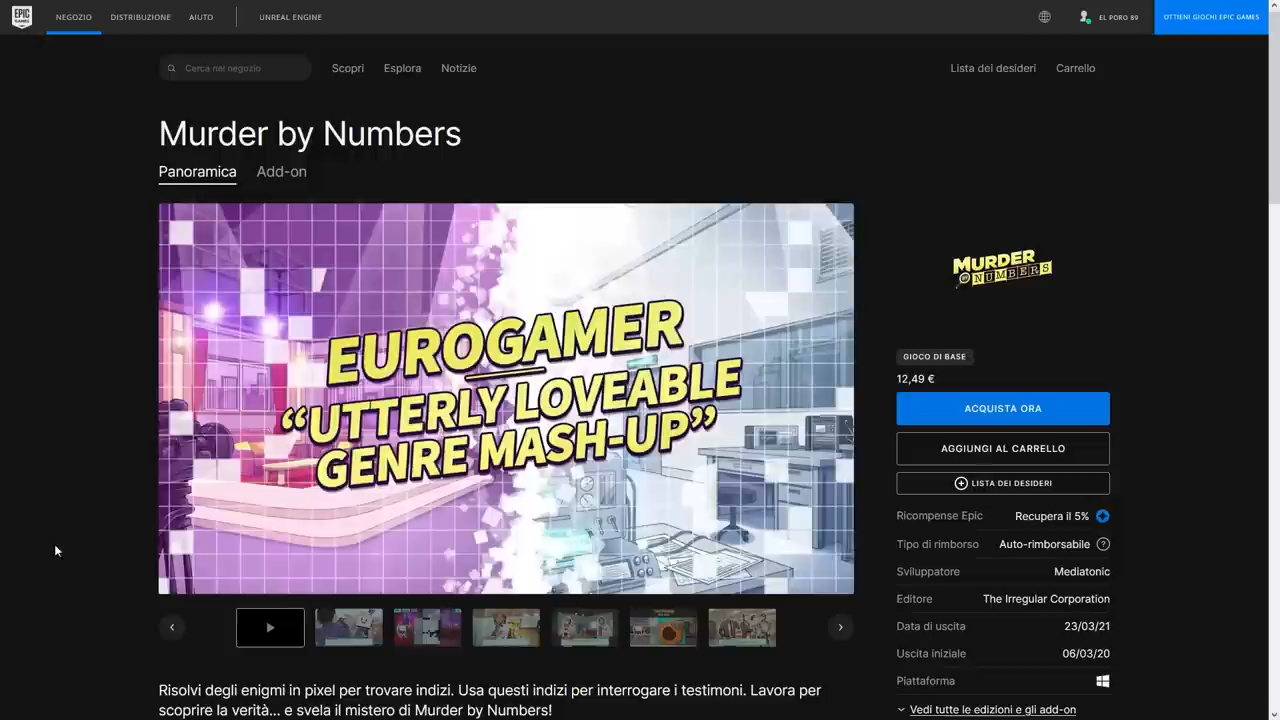 EPIC GAMES
NEGOZIO DISTRIBUZIONE AIUTO UNREAL ENGINE EL PORO 89 OTTIENI GIOCHI EPIC GAMES
Cerca nel negozio Scopri Esplora Notizie Lista dei desideri Carrello
Murder by Numbers
Panoramica Add-on
EUROGAMER
“UTTERLY LOVEABLE
GENRE MASH-UP”
MURDER
BY NUMBERS
GIOCO DI BASE
12,49 €
ACQUISTA ORA
AGGIUNGI AL CARRELLO
LISTA DEI DESIDERI
Ricompense Epic Recupera il 5%
Tipo di rimborso Auto-rimborsabile
Sviluppatore Mediatonic
Editore The Irregular Corporation
Data di uscita 23/03/21
Uscita iniziale 06/03/20
Piattaforma
Vedi tutte le edizioni e gli add-on
Risolvi degli enigmi in pixel per trovare indizi. Usa questi indizi per interrogare i testimoni. Lavora per
scoprire la verità... e svela il mistero di Murder by Numbers!